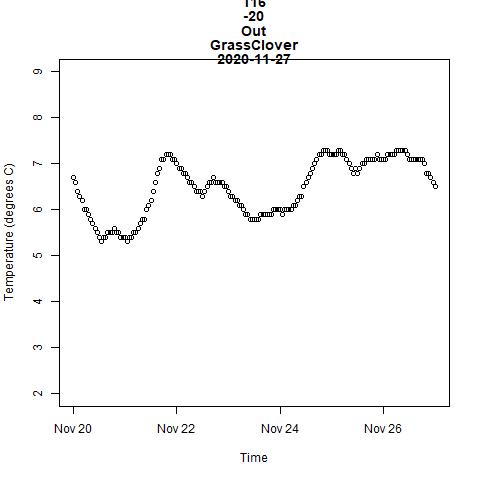 T16
-20
Out
GrassClover
2020-11-27
Temperature (degrees C)
9
8
7
6
5
4
3
2
Nov 20
Nov 22
Nov 24
Nov 26
Time